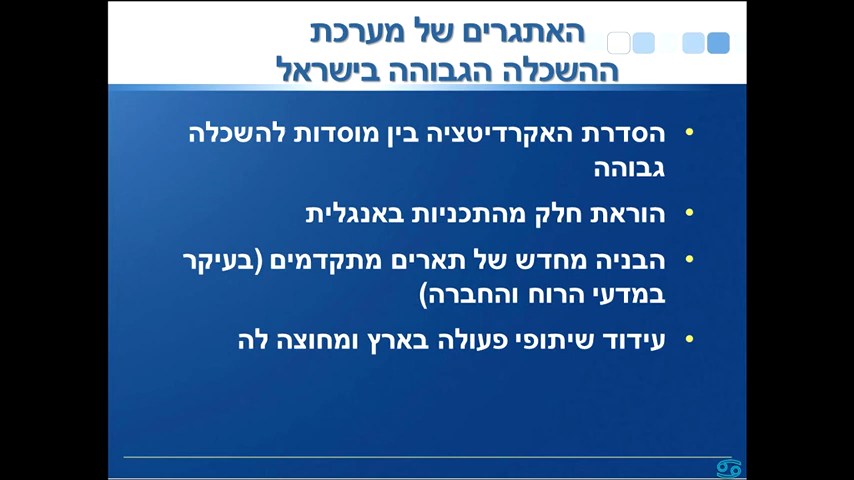 האתגרים של מערכת
ההשכלה הגבוהה בישראל
• הסדרת האקרדיטציה בין מוסדות להשכלה
גבוהה
• הוראת חלק מהתכניות באנגלית
• הבניה מחדש של תארים מתקדמים (בעיקר
במדעי הרוח והחברה)
• עידוד שיתופי פעולה בארץ ומחוצה לה